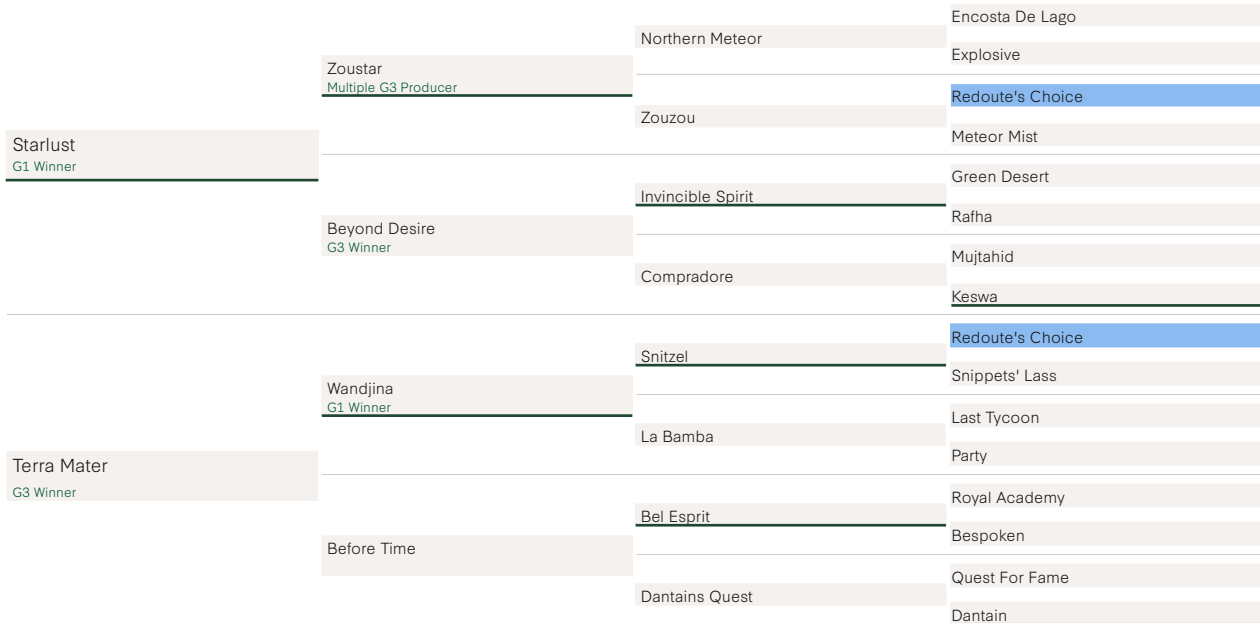 Starlust
G1 Winner
Terra Mater
G3 Winner
Zoustar
Multiple G3 Producer
Beyond Desire
G3 Winner
Wandjina
G1 Winner
Before Time
Northern Meteor
Zouzou
Invincible Spirit
Compradore
Snitzel
La Bamba
Bel Esprit
Dantains Quest
Encosta De Lago
Explosive
Redoute's Choice
Meteor Mist
Green Desert
Rafha
Mujtahid
Keswa
Redoute's Choice
Snippets' Lass
Last Tycoon
Party
Royal Academy
Bespoken
Quest For Fame
Dantain